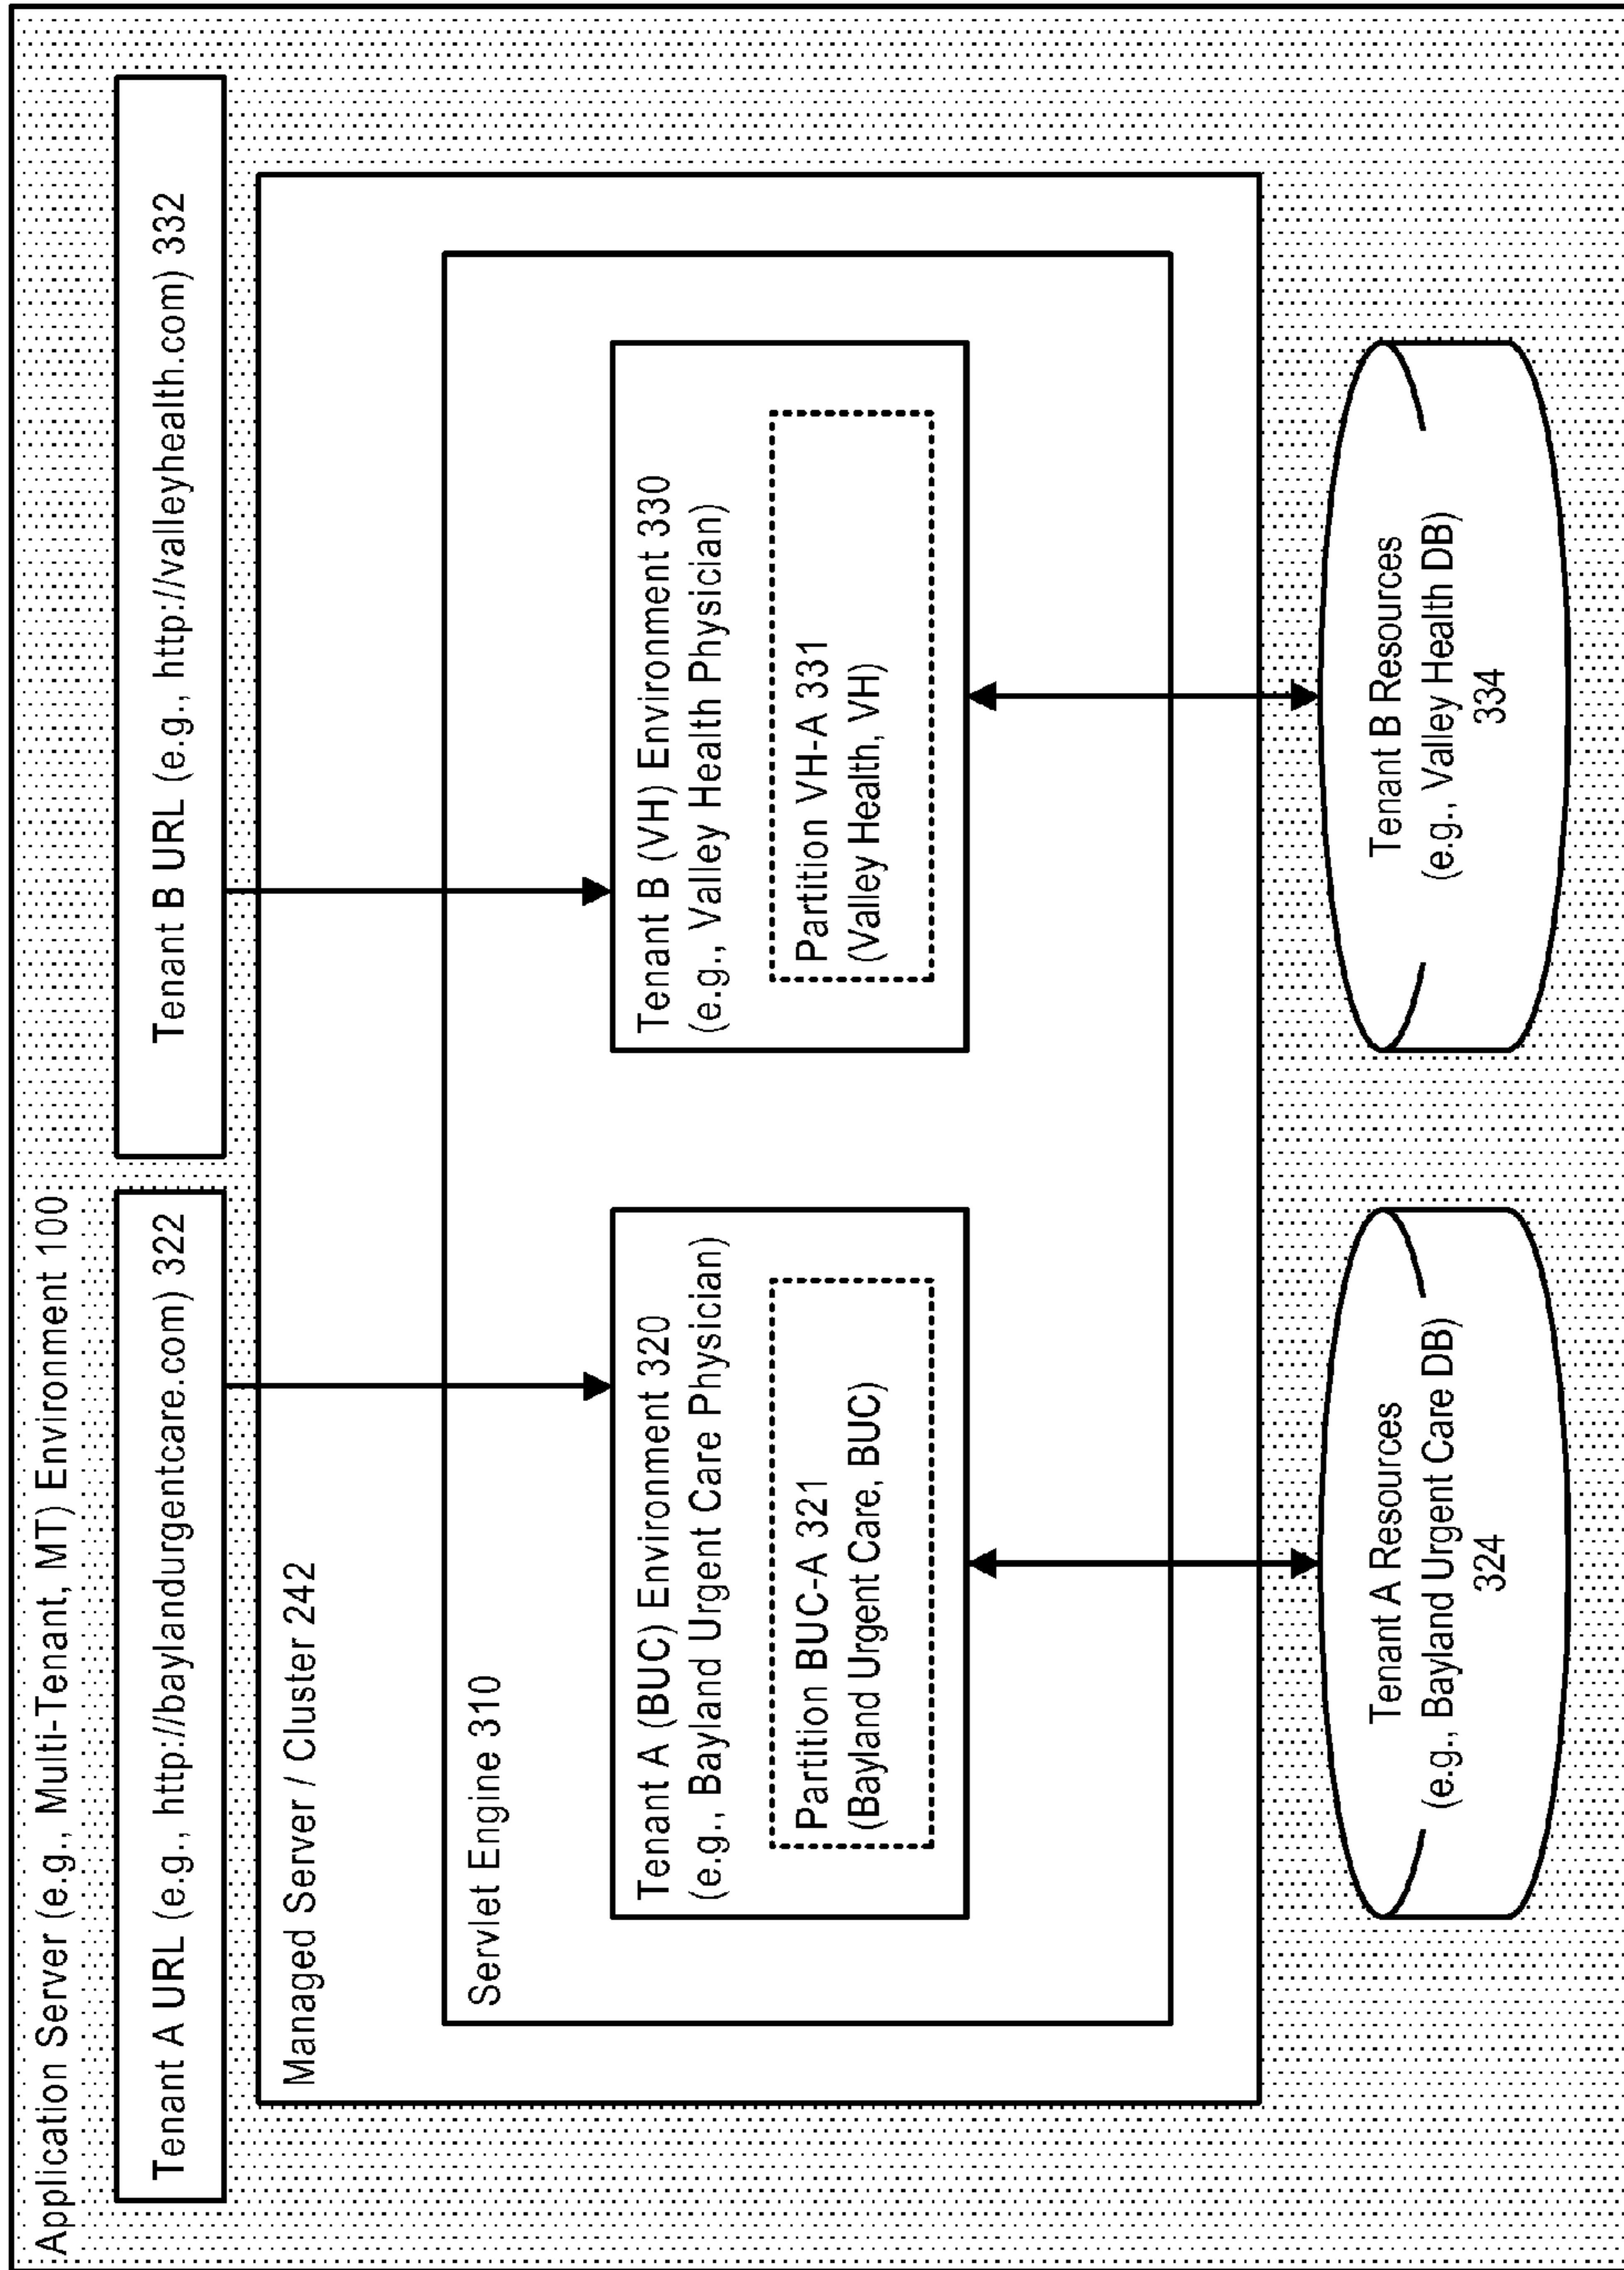 Application Server (e.g., Multi-Tenant, MT) Environment 100
Tenant A URL (e.g., http://baylandurgentcare.com) 322
Tenant B URL (e.g., http://valleyhealth.com) 332
Managed Server / Cluster 242
Servlet Engine 310
Tenant A (BUC) Environment 320
(e.g., Bayland Urgent Care Physician)
Partition BUC-A 321
(Bayland Urgent Care, BUC)
Tenant B (VH) Environment 330
(e.g., Valley Health Physician)
Partition VH-A 331
(Valley Health, VH)
Tenant A Resources
(e.g., Bayland Urgent Care DB)
324
Tenant B Resources
(e.g., Valley Health DB)
334